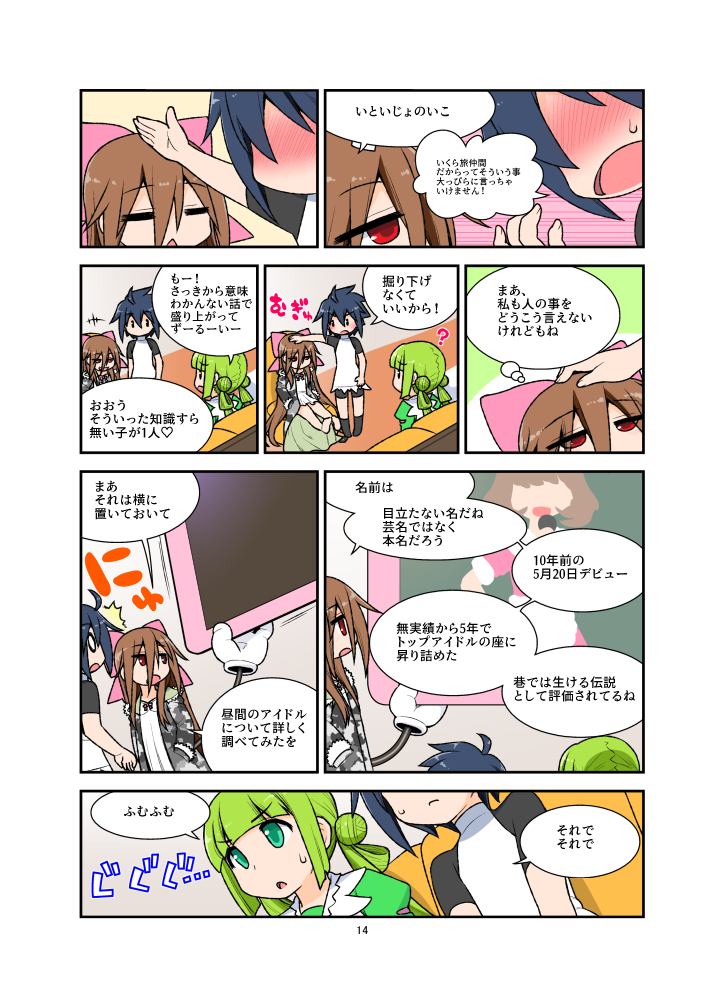 いといじょのいこ
いくら旅仲間
だからってそういう事
大っぴらに言っちゃ
いけません！
まあ、
私も人の事を
どうこう言えない
けれどもね
掘り下げ
なくて
いいから！
むぎゅ
?
もー！
さっきから意味
わかんない話で
盛り上がって
ずーるーいー
おおう
そういった知識すら
無い子が1人♡
まあ
それは横に
置いておいて
にゅ
昼間のアイドル
について詳しく
調べてみたを
名前は
目立たない名だね
芸名ではなく
本名だろう
10年前の
5月20日デビュー
無実績から5年で
トップアイドルの座に
昇り詰めた
巷では生ける伝説
として評価されてるね
ふむふむ
それで
それで
ぐぐぐ…
14